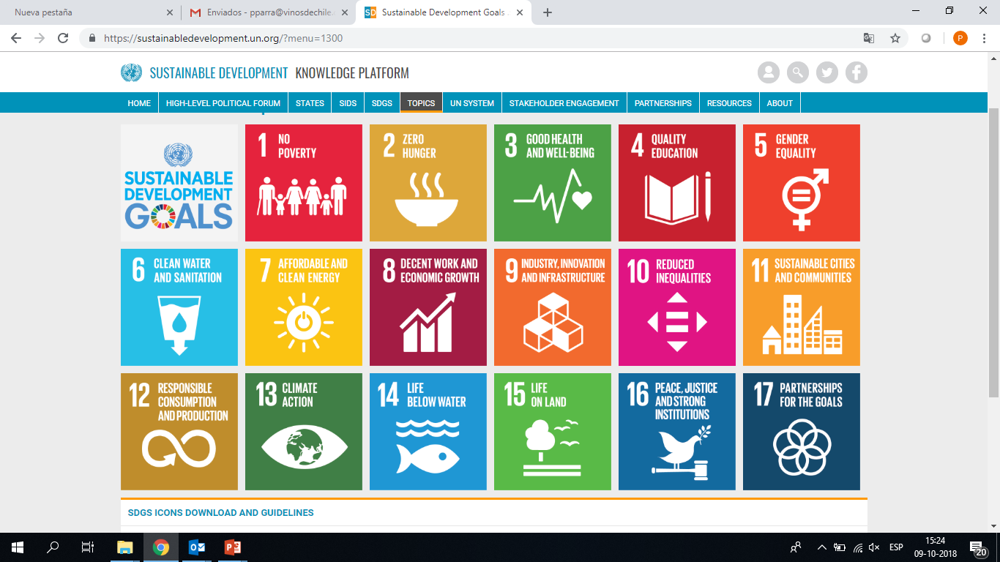 Nueva pestaña
Enviados - pparra@vinosdechile.
Sustainable Development Goals
https://sustainabledevelopment.un.org/?menu=1300
P
SUSTAINABLE DEVELOPMENT KNOWLEDGE PLATFORM
HOME
HIGH-LEVEL POLITICAL FORUM
STATES
SIDS
SDGS
TOPICS
UN SYSTEM
STAKEHOLDER ENGAGEMENT
PARTNERSHIPS
RESOURCES
ABOUT
SUSTAINABLE
DEVELOPMENT
GOALS
1 NO
POVERTY
2 ZERO
HUNGER
3 GOOD HEALTH
AND WELL-BEING
4 QUALITY
EDUCATION
5 GENDER
EQUALITY
6 CLEAN WATER
AND SANITATION
7 AFFORDABLE AND
CLEAN ENERGY
8 DECENT WORK AND
ECONOMIC GROWTH
9 INDUSTRY, INNOVATION
AND INFRASTRUCTURE
10 REDUCED
INEQUALITIES
11 SUSTAINABLE CITIES
AND COMMUNITIES
12 RESPONSIBLE
CONSUMPTION
AND PRODUCTION
13 CLIMATE
ACTION
14 LIFE
BELOW WATER
15 LIFE
ON LAND
16 PEACE, JUSTICE
AND STRONG
INSTITUTIONS
17 PARTNERSHIPS
FOR THE GOALS
SDGS ICONS DOWNLOAD AND GUIDELINES
ESP
15:24
09-10-2018
20